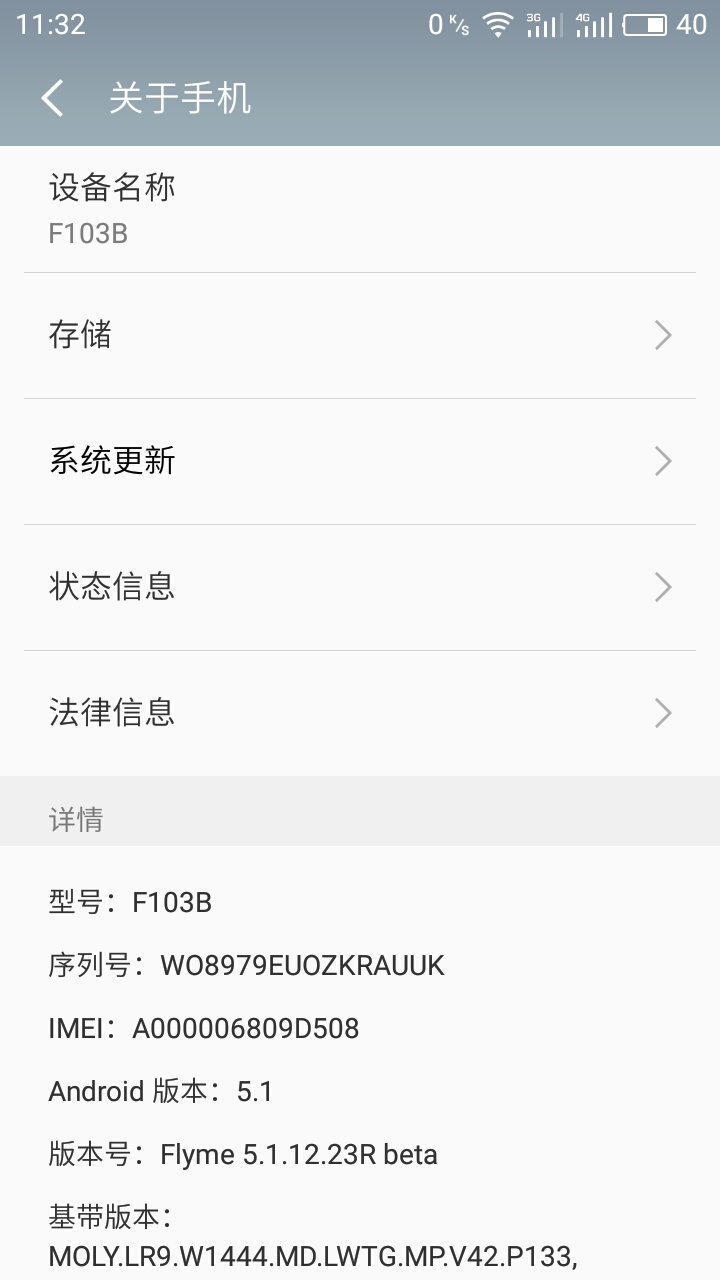 11:32 0 K/s 3G 4G 40
关于手机
设备名称
F103B
存储
系统更新
状态信息
法律信息
详情
型号：F103B
序列号：WO8979EUOZKRAUUK
IMEI：A000006809D508
Android 版本：5.1
版本号：Flyme 5.1.12.23R beta
基带版本：
MOLY.LR9.W1444.MD.LWTG.MP.V42.P133,